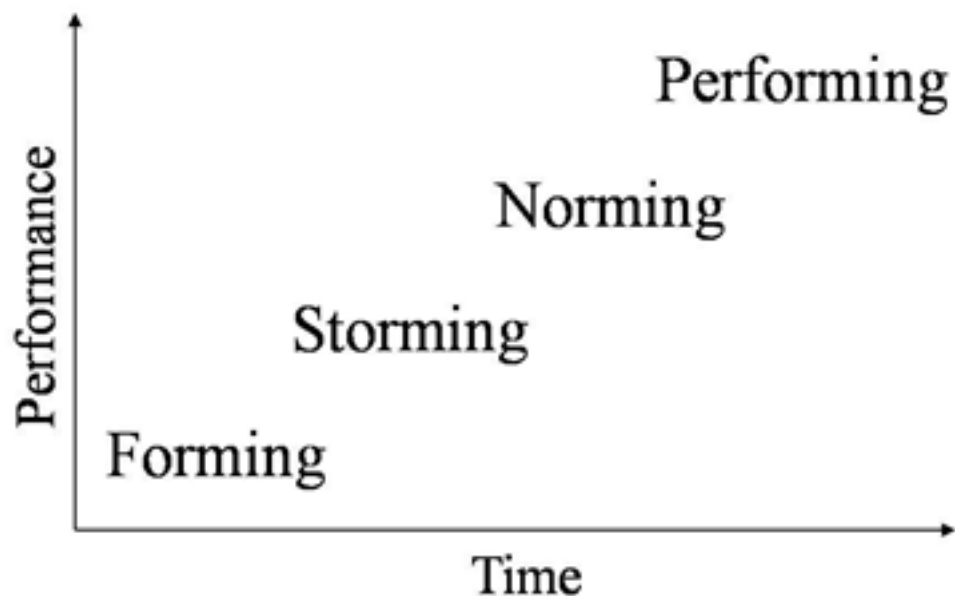 Performing
Norming
Storming
Forming
Performance
Time